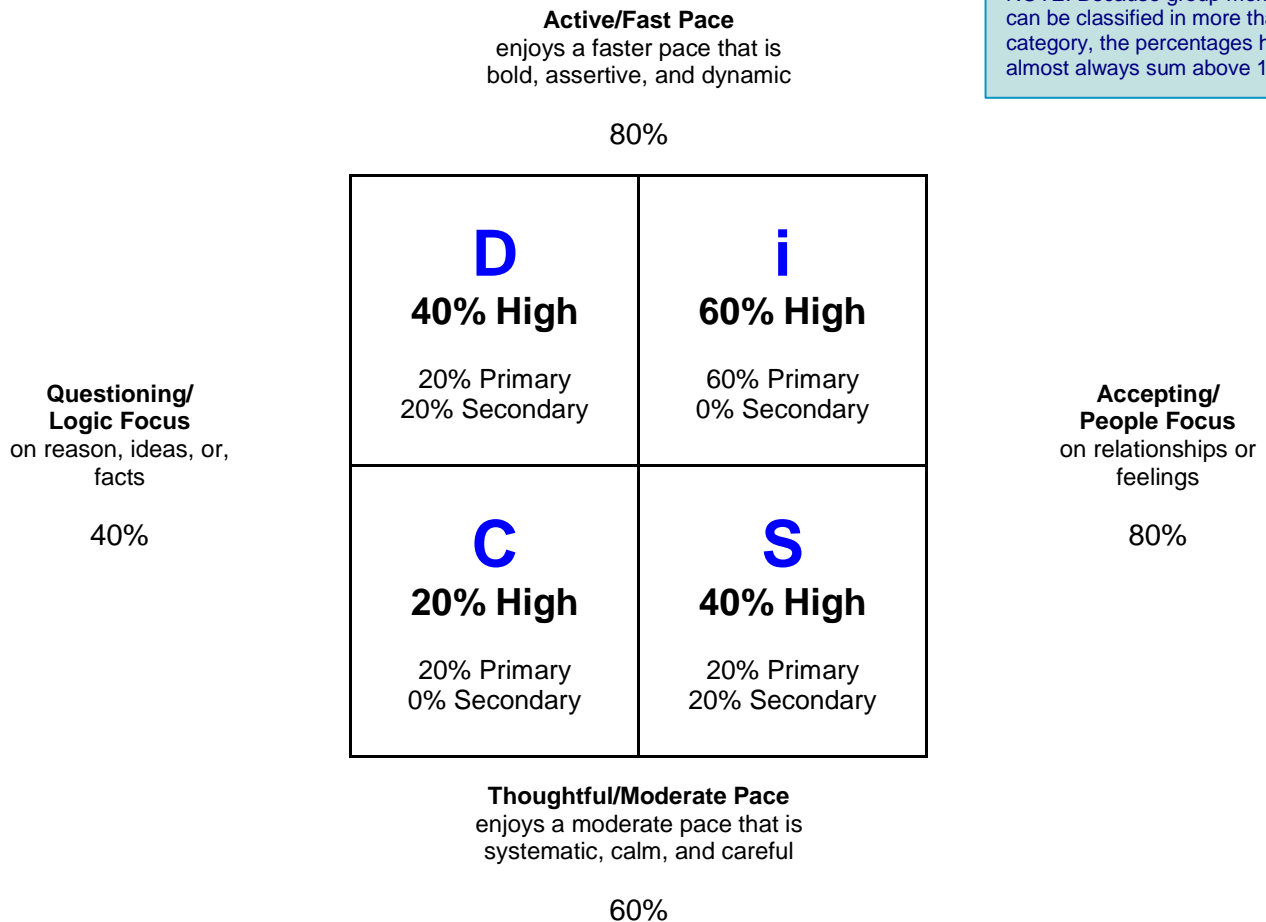 Active/Fast Pace
enjoys a faster pace that is
bold, assertive, and dynamic
80%
can be classified in more
category, the percentages
almost always sum above
D
40% High
20% Primary
20% Secondary
i
60% High
60% Primary
0% Secondary
Questioning/
Logic Focus
on reason, ideas, or,
facts
40%
Accepting/
People Focus
on relationships or
feelings
80%
C
20% High
20% Primary
0% Secondary
S
40% High
20% Primary
20% Secondary
Thoughtful/Moderate Pace
enjoys a moderate pace that is
systematic, calm, and careful
60%